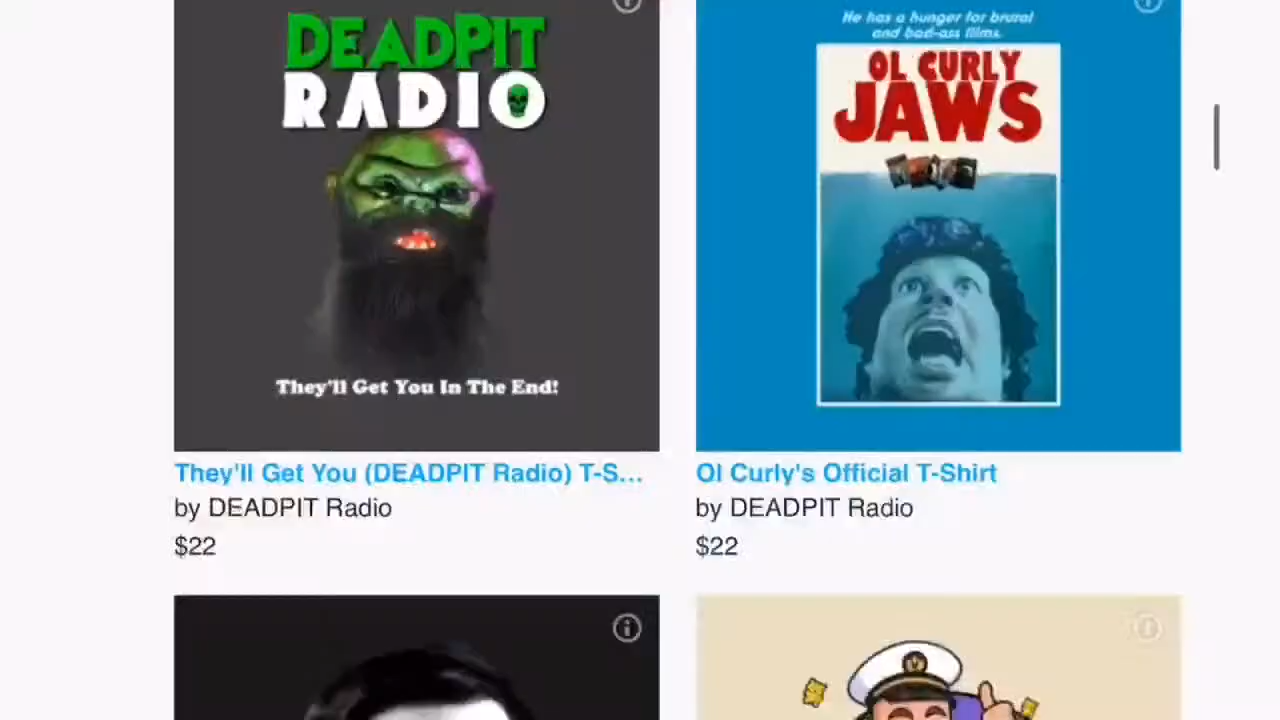 DEADPIT
RADIO
They'll Get You In The End!
They'll Get You (DEADPIT Radio) T-S...
by DEADPIT Radio
$22
He has a hunger for brutal
and bad-ass films.
OL CURLY
JAWS
Ol Curly's Official T-Shirt
by DEADPIT Radio
$22